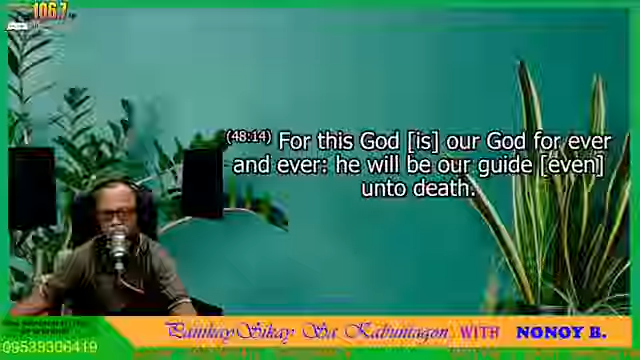 106.7
(48:14) For this God [is] our God for ever
and ever: he will be our guide [even]
unto death.
PamkaySikay Sa Kabuntagon WITH NONOY B.
09539306419